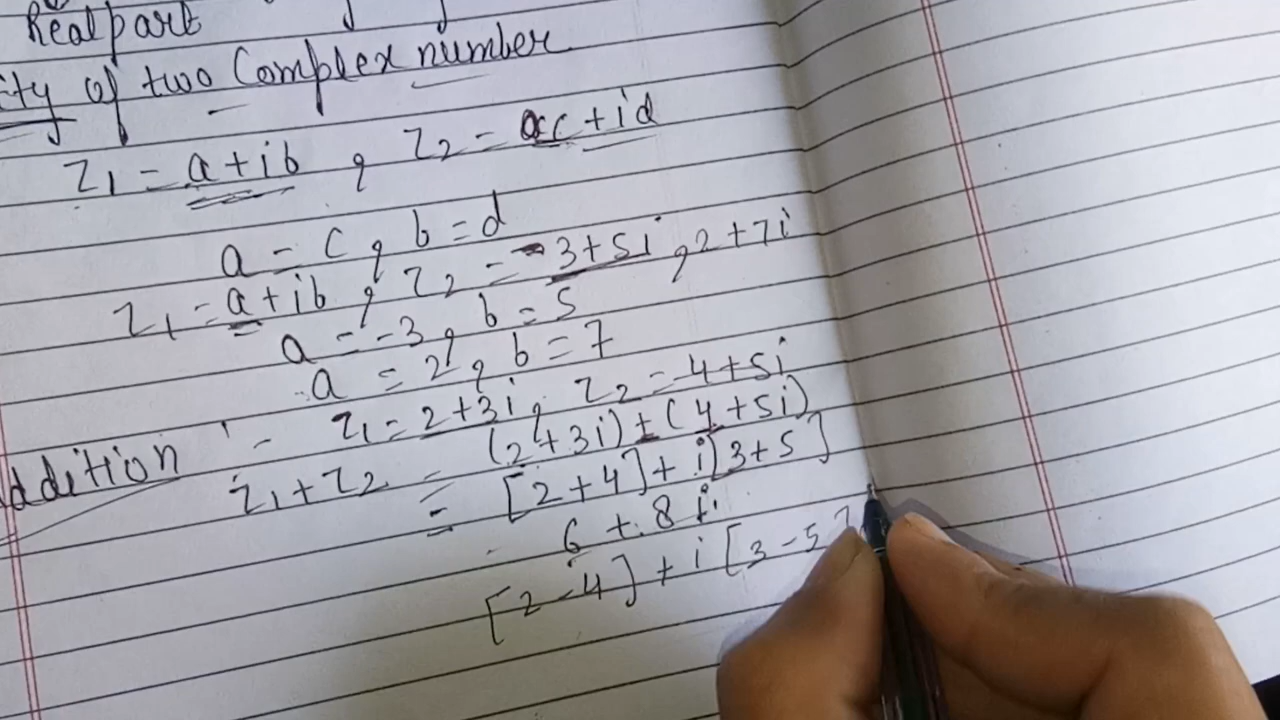 Real part
ity of two Complex number
Z1 = a+ib , Z2 = c+id
a = c , b = d
Z1 = a+ib , Z2 = -3+5i , 2+7i
a = -3 , b = 5
a = 2 , b = 7
ddition :- Z1 = 2+3i , Z2 = 4+5i
Z1+Z2 = (2+3i) ± (4+5i)
= [2+4] + i[3+5]
6 + 8i
[2-4] + i[3-5]